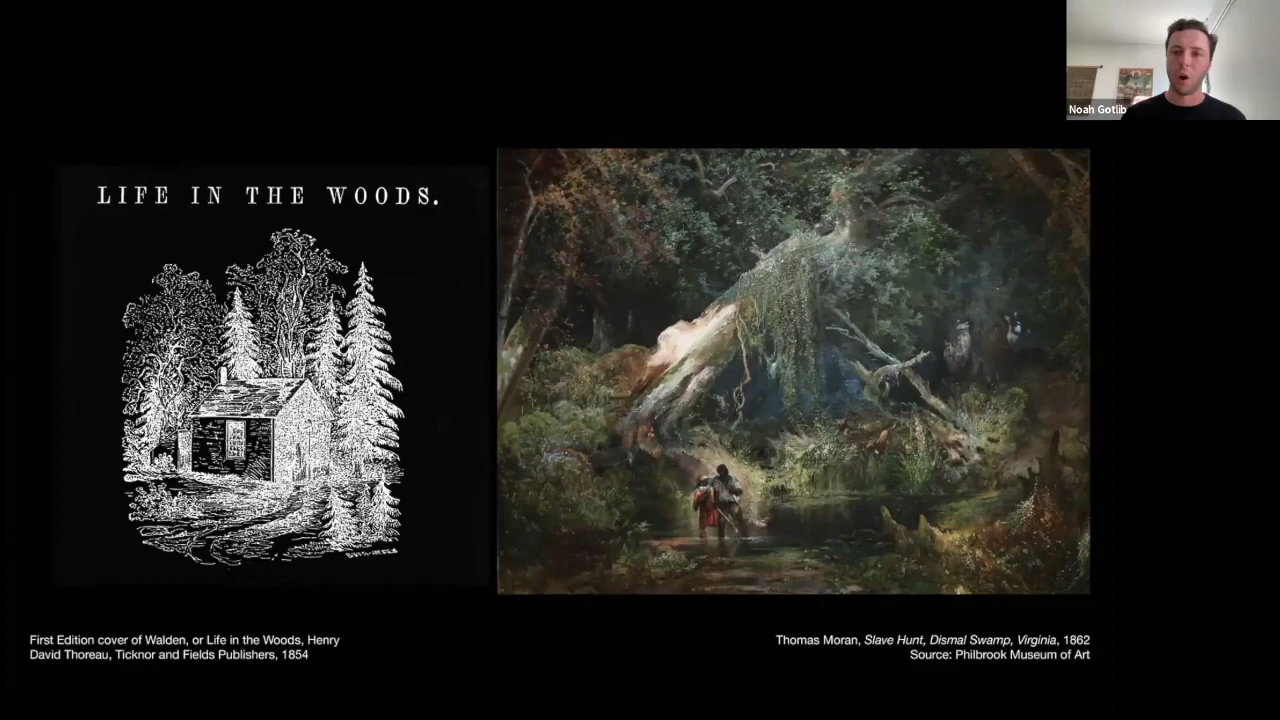 Noah Gotlib
LIFE IN THE WOODS.
First Edition cover of Walden, or Life in the Woods, Henry
David Thoreau, Ticknor and Fields Publishers, 1854
Thomas Moran, Slave Hunt, Dismal Swamp, Virginia, 1862
Source: Philbrook Museum of Art